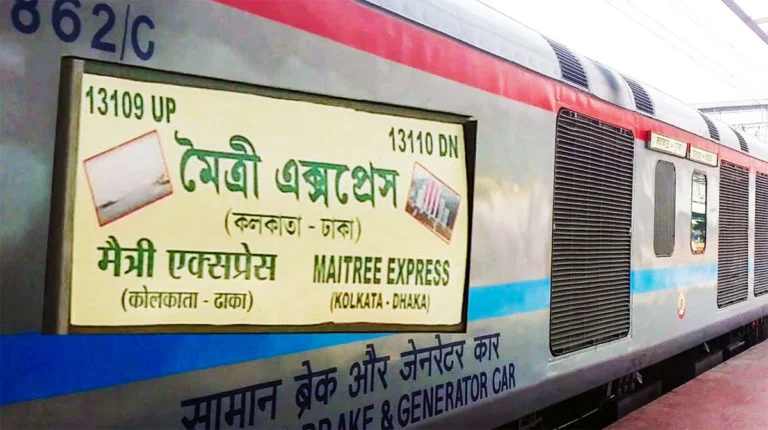 862/C
13109 UP
13110 DN
মৈত্রী এক্সপ্রেস
(কলকাতা - ঢাকা)
मैत्री एक्सप्रेस
MAITREE EXPRESS
(कोलकाता - ढाका)
(KOLKATA - DHAKA)
सामान ब्रेक और जेनरेटर कार
BRAKE & GENERATOR CAR